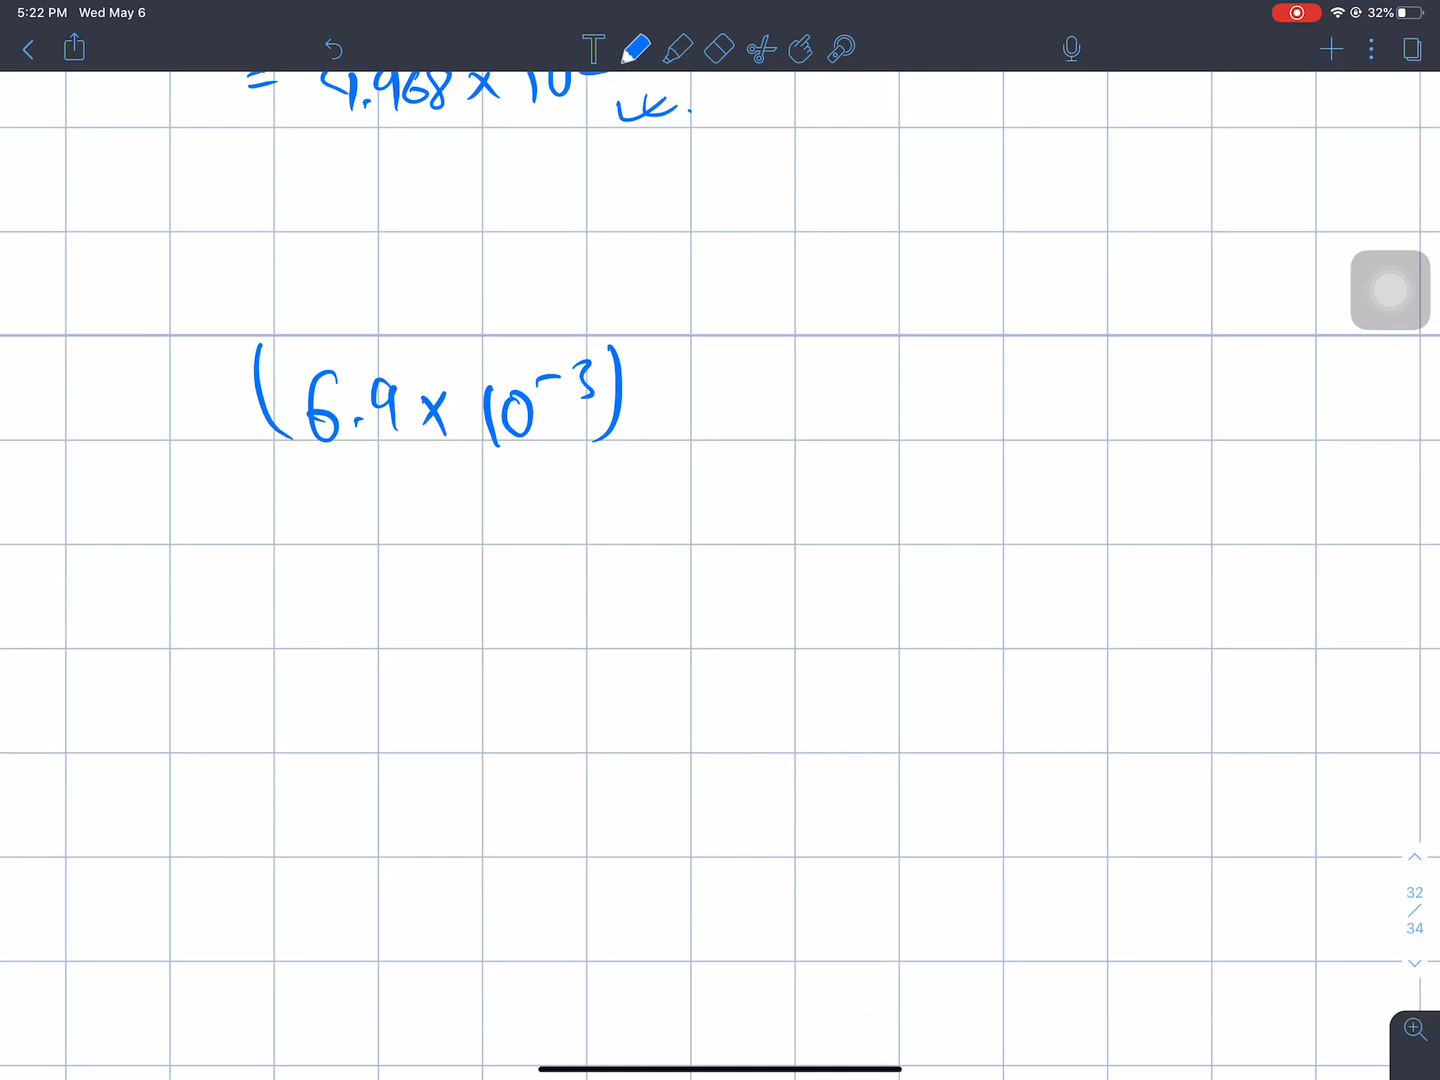 5:22 PM Wed May 6
32%
T
= 4.968 x 10
(6.9 x 10⁻³)
32
/
34